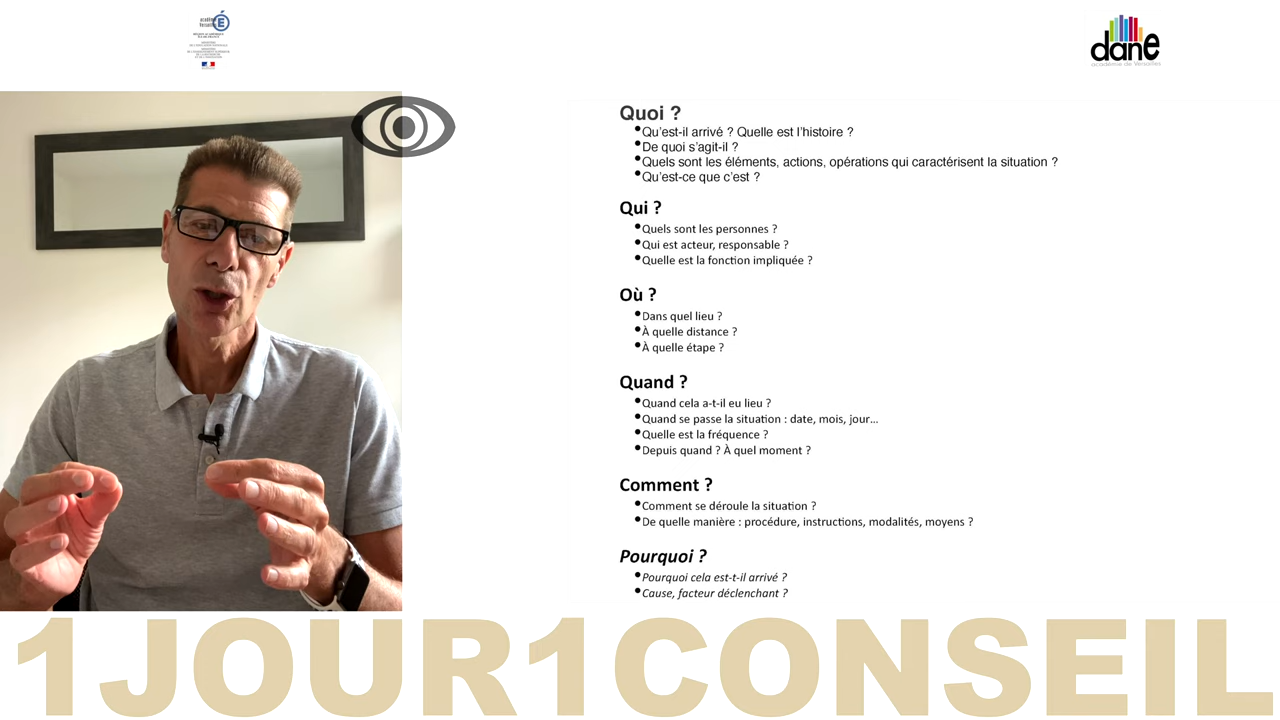 académie
Versailles
dane
académie de Versailles
Quoi ?
•Qu'est-il arrivé ? Quelle est l'histoire ?
•De quoi s'agit-il ?
•Quels sont les éléments, actions, opérations qui caractérisent la situation ?
•Qu'est-ce que c'est ?
Qui ?
•Quels sont les personnes ?
•Qui est acteur, responsable ?
•Quelle est la fonction impliquée ?
Où ?
•Dans quel lieu ?
•À quelle distance ?
•À quelle étape ?
Quand ?
•Quand cela a-t-il eu lieu ?
•Quand se passe la situation : date, mois, jour...
•Quelle est la fréquence ?
•Depuis quand ? À quel moment ?
Comment ?
•Comment se déroule la situation ?
•De quelle manière : procédure, instructions, modalités, moyens ?
Pourquoi ?
•Pourquoi cela est-t-il arrivé ?
•Cause, facteur déclenchant ?
1JOUR1CONSEIL